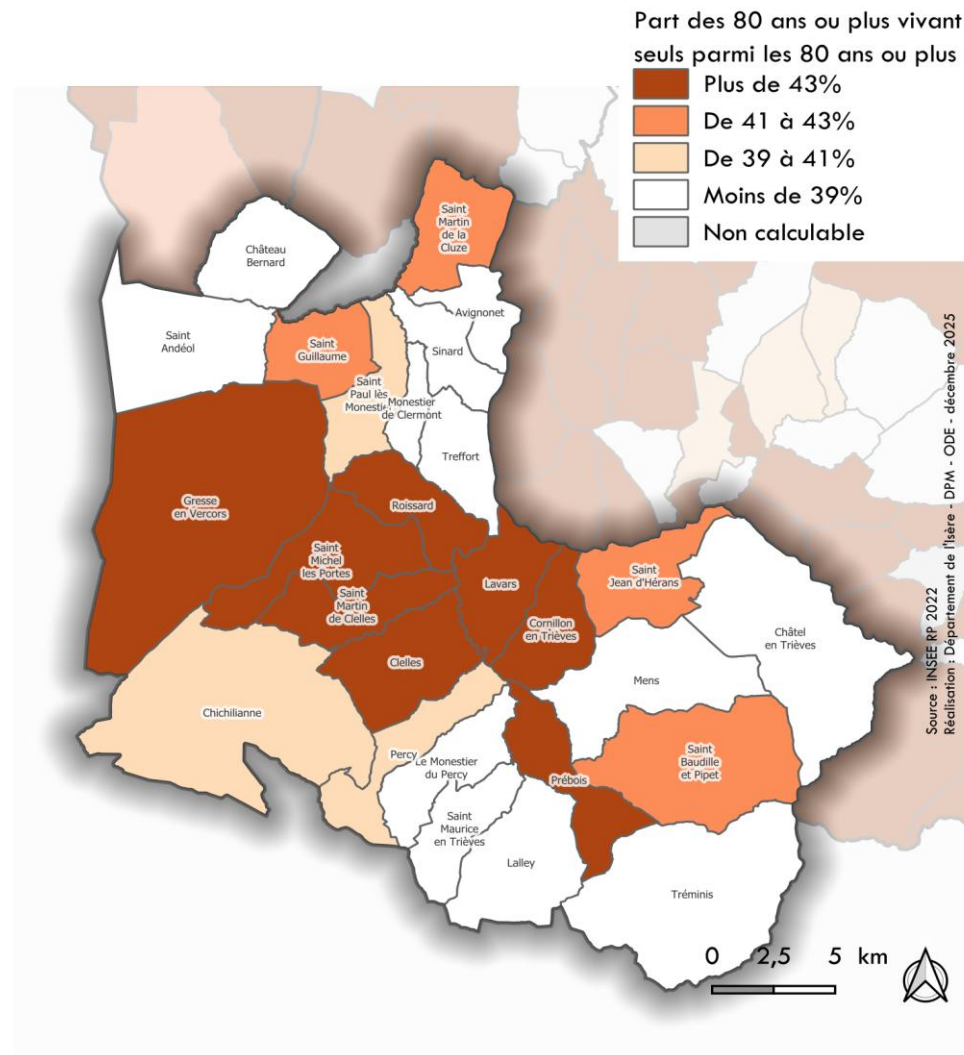 Part des 80 ans ou plus vivant
seuls parmi les 80 ans ou plus
Plus de 43%
De 41 à 43%
De 39 à 41%
Moins de 39%
Non calculable
Saint
Martin
de la
Cluze
Château
Bernard
Avignonet
Saint
Andéol
Saint
Guillaume
Sinard
Saint
Paul lès
Monestier
Monestier
de Clermont
Treffort
Gresse
en Vercors
Roissard
Saint
Michel
les Portes
Saint
Martin
de Clelles
Lavars
Saint
Jean d'Hérans
Cornillon
en Trièves
Châtel
en Trièves
Clelles
Mens
Chichilianne
Percy
Le Monestier
du Percy
Saint
Baudille
et Pipet
Prébois
Saint
Maurice
en Trièves
Lalley
Tréminis
0 2,5 5 km
Source : INSEE RP 2022
Réalisation : Département de l'Isère - DPM - ODE - décembre 2025